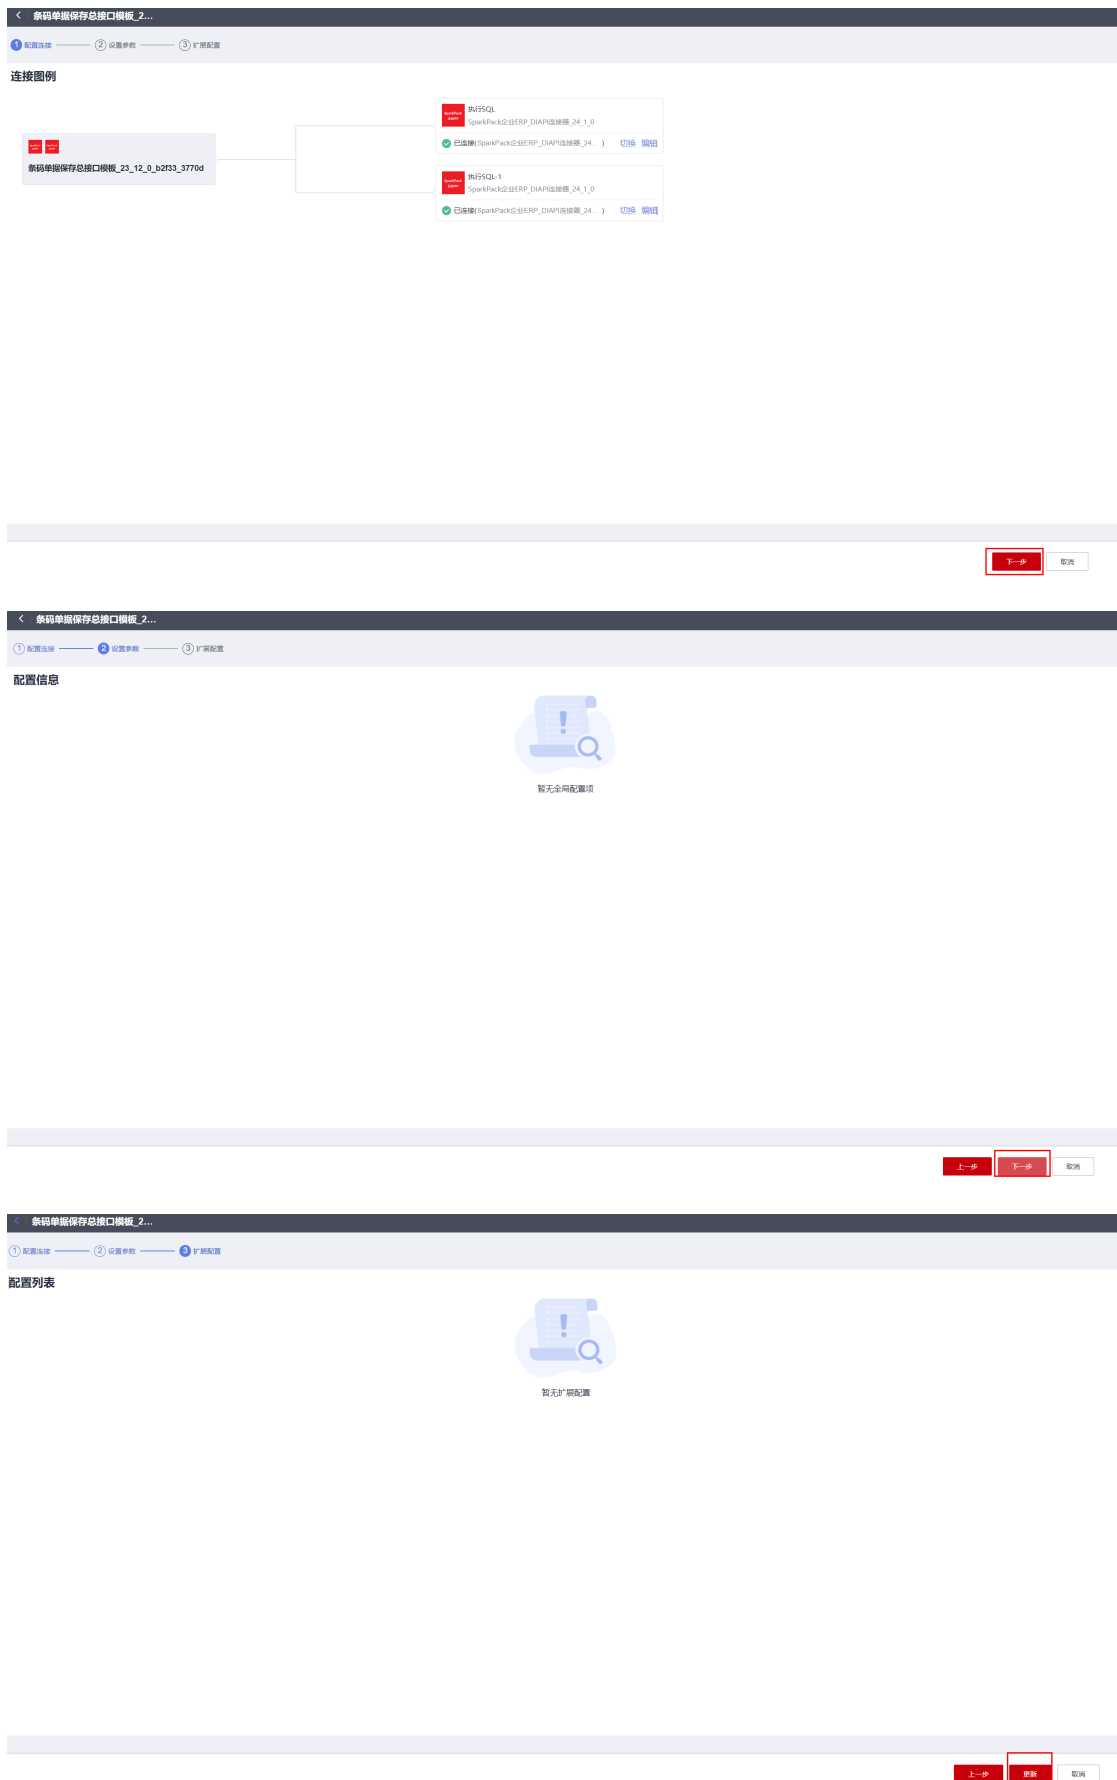 条码单据保存总接口模板_2...
1 配置连接 2 设置参数 3 扩展配置
连接图例
执行SQL
SparkPack企业ERP_DIAPI连接器_24_1_0
已连接(SparkPack企业ERP_DIAPI连接器_24... ) 切换 编辑
条码单据保存总接口模板_23_12_0_b2f33_3770d
执行SQL-1
SparkPack企业ERP_DIAPI连接器_24_1_0
已连接(SparkPack企业ERP_DIAPI连接器_24... ) 切换 编辑
下一步 取消
条码单据保存总接口模板_2...
1 配置连接 2 设置参数 3 扩展配置
配置信息
暂无全局配置项
上一步 下一步 取消
条码单据保存总接口模板_2...
1 配置连接 2 设置参数 3 扩展配置
配置列表
暂无扩展配置
上一步 更新 取消